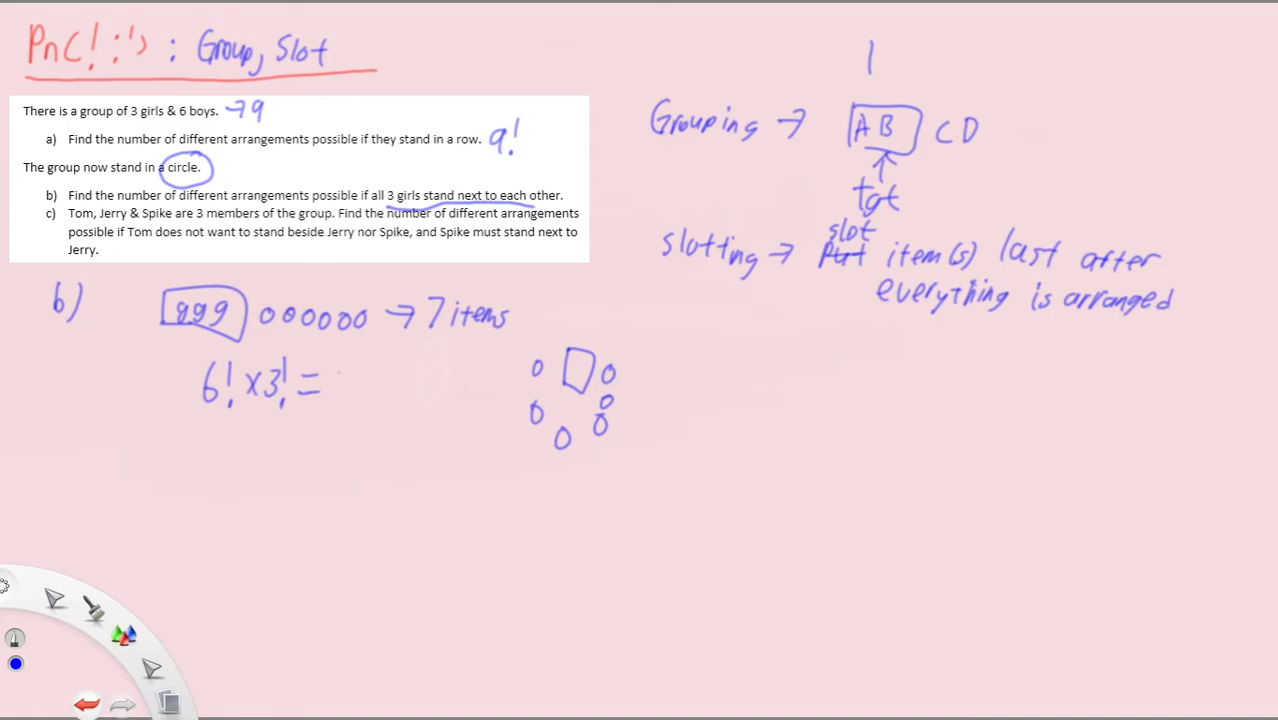 PnC! : Group, Slot
There is a group of 3 girls & 6 boys. → 9
a) Find the number of different arrangements possible if they stand in a row. 9!
The group now stand in a circle.
b) Find the number of different arrangements possible if all 3 girls stand next to each other.
c) Tom, Jerry & Spike are 3 members of the group. Find the number of different arrangements
possible if Tom does not want to stand beside Jerry nor Spike, and Spike must stand next to
Jerry.
Grouping → AB CD
tgt
slot
slotting → Put item(s) last after
everything is arranged
b) ggg 000000 → 7 items
6! x 3! =